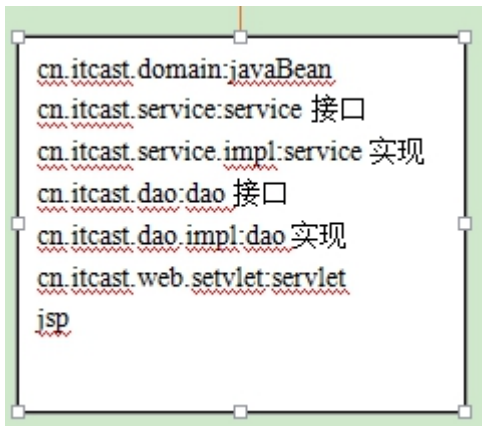 cn.itcast.domain:javaBean
cn.itcast.service:service 接口
cn.itcast.service.impl:service 实现
cn.itcast.dao:dao 接口
cn.itcast.dao.impl:dao 实现
cn.itcast.web.setvlet:servlet
jsp